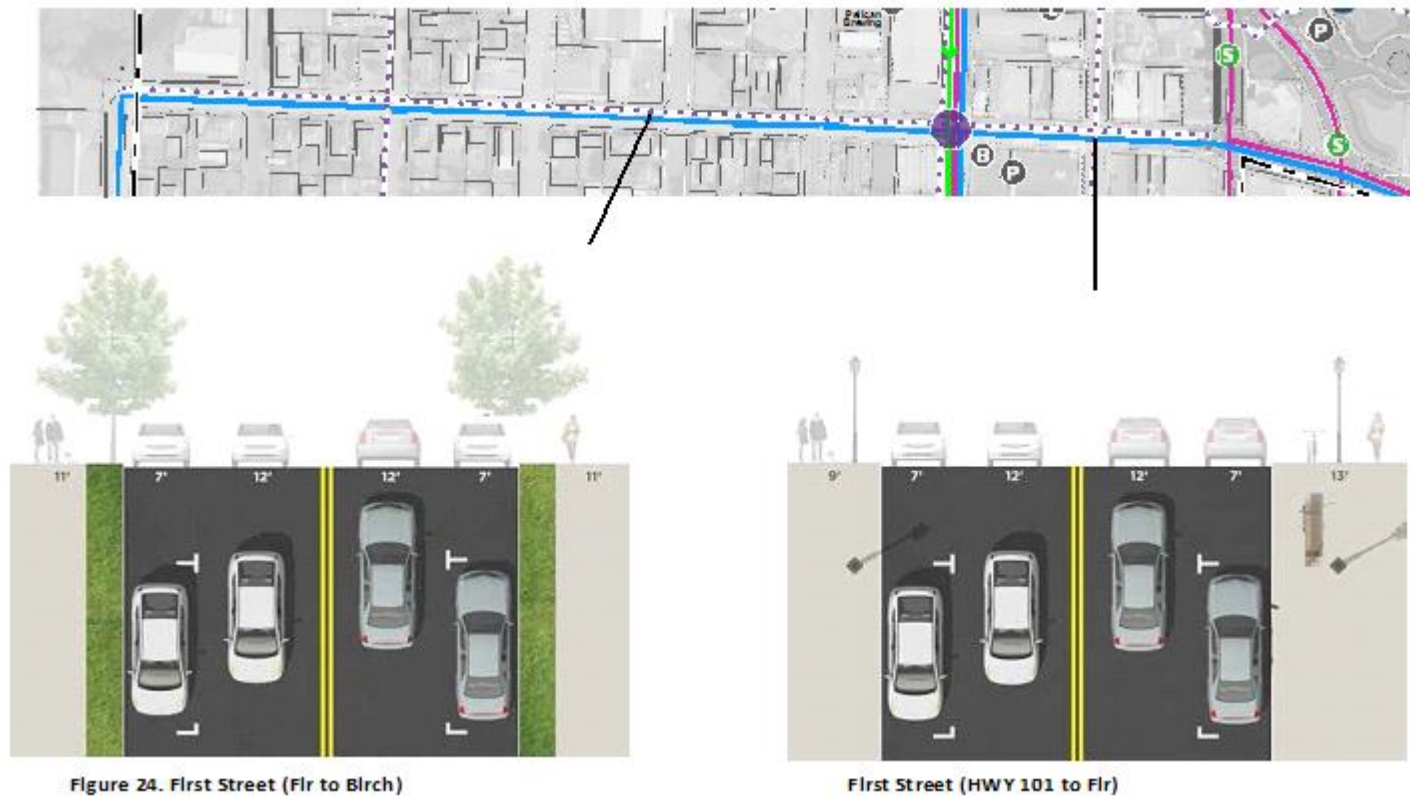 Pelican
Brewing
P
S
B
P
S
11' 7' 12' 12' 7' 11'
9' 7' 12' 12' 7' 13'
Figure 24. First Street (Fir to Birch)
First Street (HWY 101 to Fir)